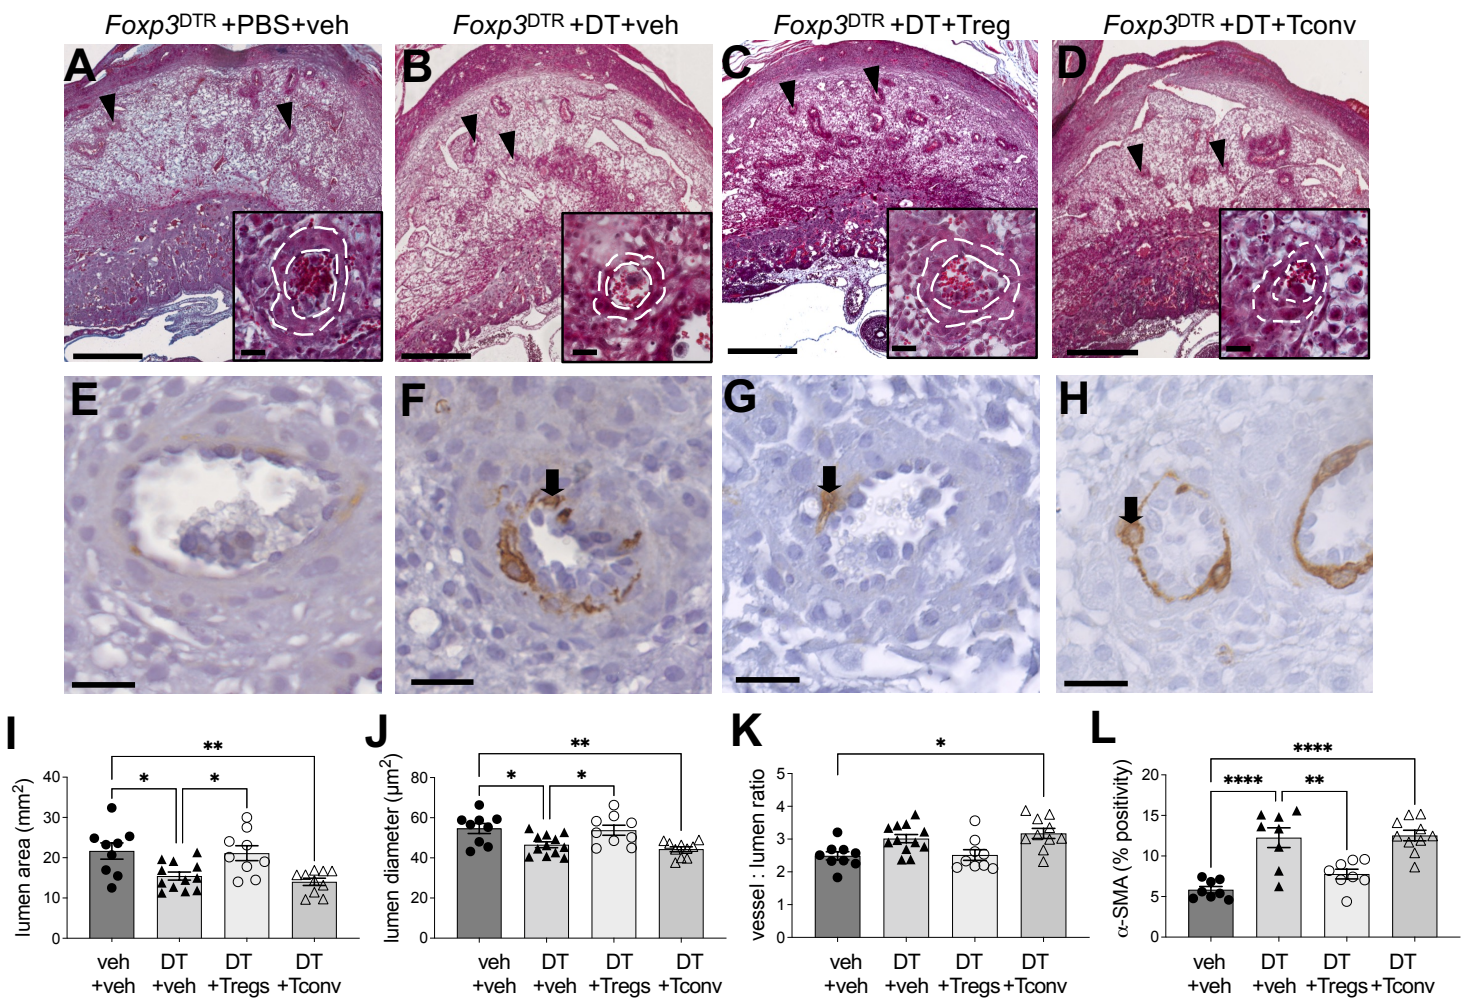 Foxp3DTR +PBS+veh
Foxp3DTR +DT+veh
Foxp3DTR +DT+Treg
Foxp3DTR +DT+Tconv
A
B
C
D
E
F
G
H
I
lumen area (mm2)
40
30
20
10
0
**
*
*
veh
+veh
DT
+veh
DT
+Tregs
DT
+Tconv
J
lumen diameter (µm2)
80
60
40
20
0
**
*
*
veh
+veh
DT
+veh
DT
+Tregs
DT
+Tconv
K
vessel : lumen ratio
5
4
3
2
1
0
*
veh
+veh
DT
+veh
DT
+Tregs
DT
+Tconv
L
α-SMA (% positivity)
20
15
10
5
0
****
****
**
veh
+veh
DT
+veh
DT
+Tregs
DT
+Tconv